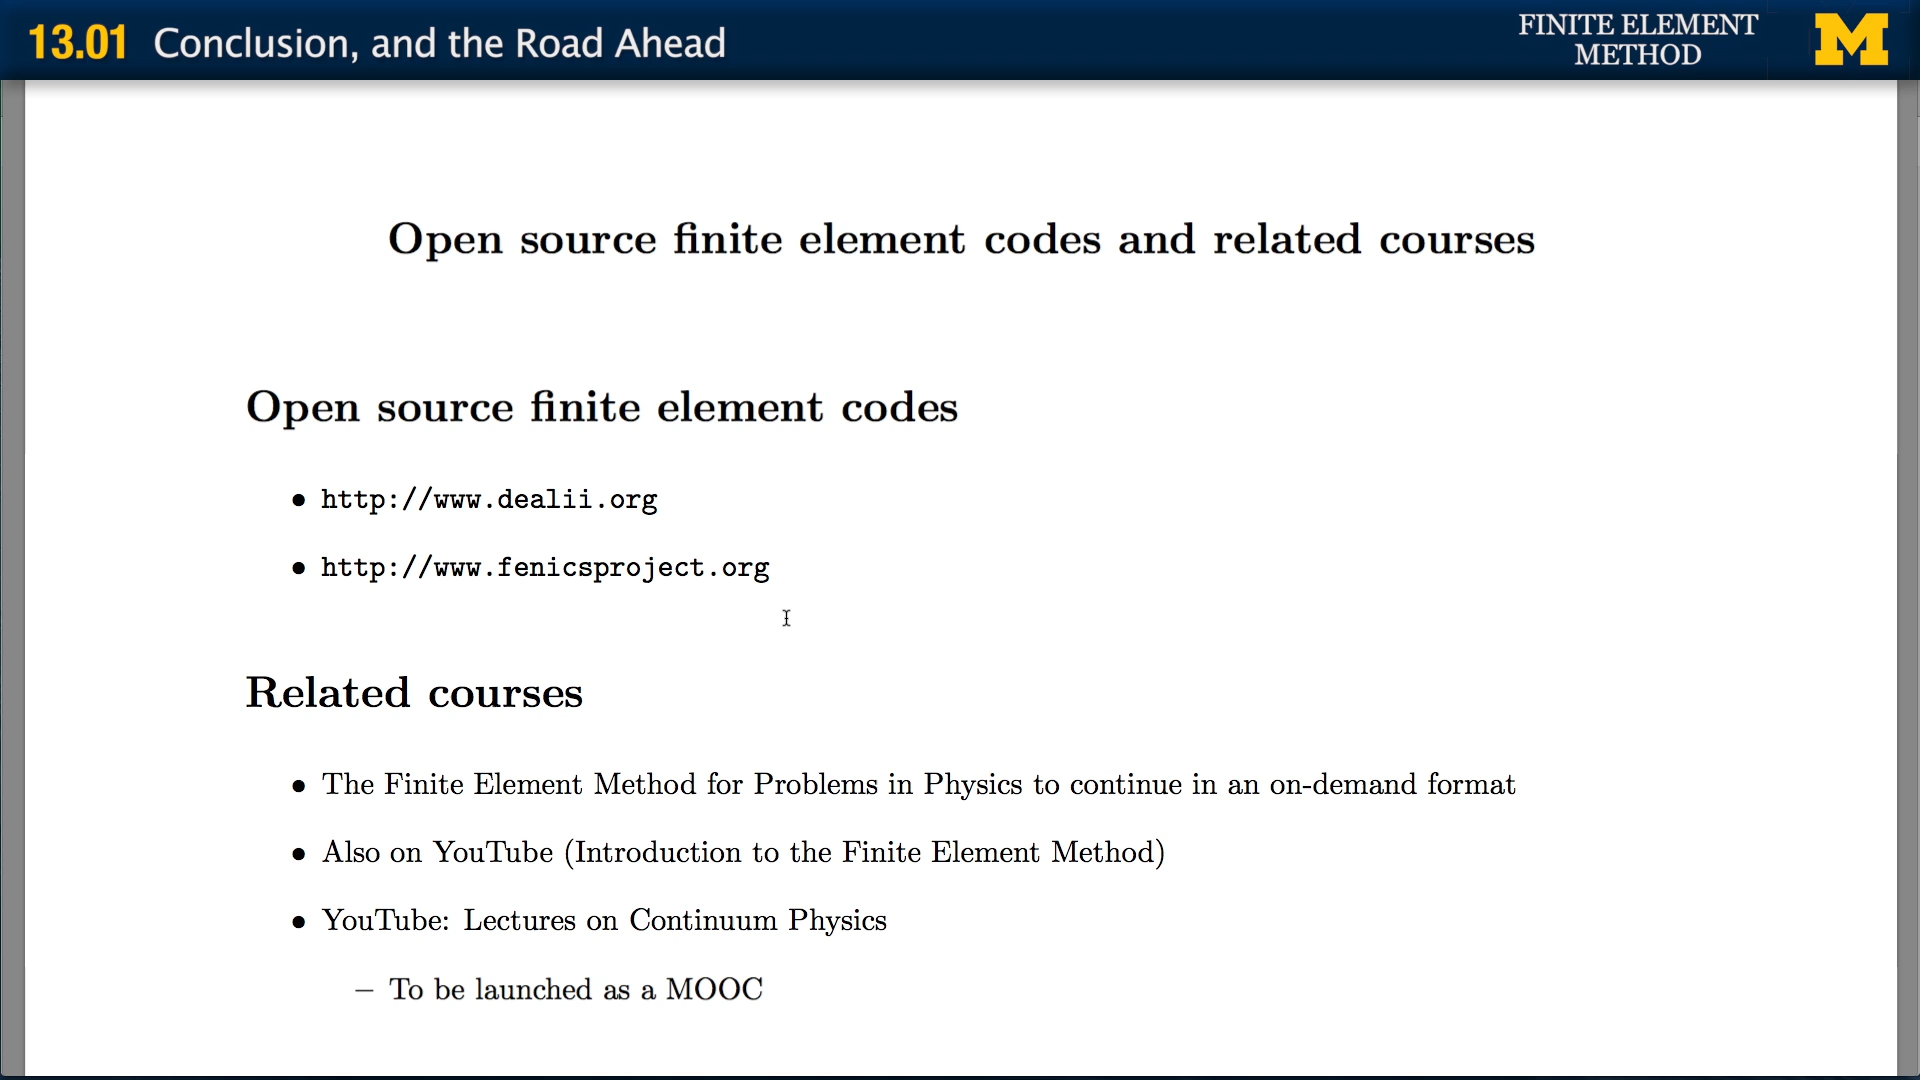 13.01 Conclusion, and the Road Ahead
FINITE ELEMENT
METHOD
M
Open source finite element codes and related courses
Open source finite element codes
• http://www.dealii.org
• http://www.fenicsproject.org
Related courses
• The Finite Element Method for Problems in Physics to continue in an on-demand format
• Also on YouTube (Introduction to the Finite Element Method)
• YouTube: Lectures on Continuum Physics
– To be launched as a MOOC